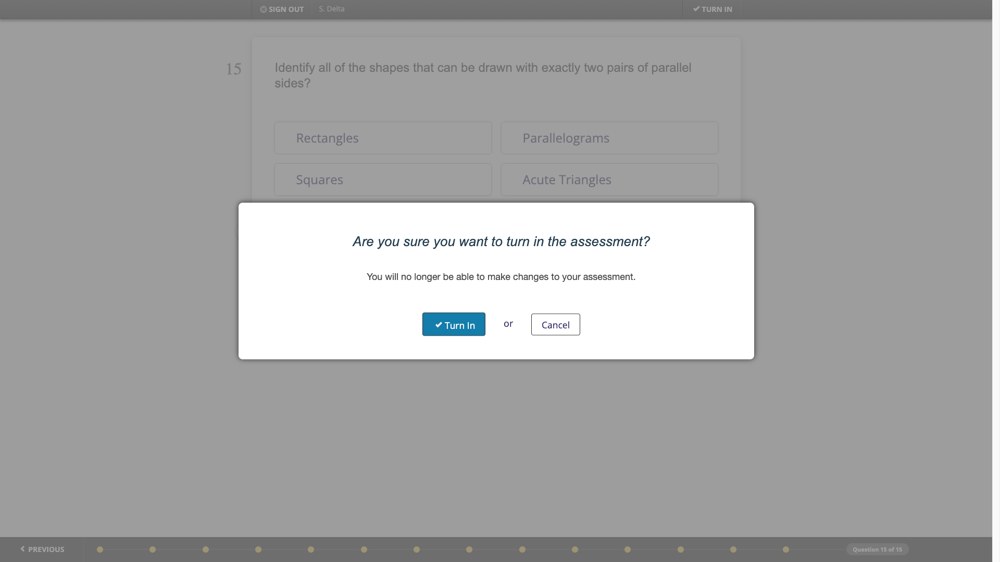 SIGN OUT S. Delta TURN IN
15 Identify all of the shapes that can be drawn with exactly two pairs of parallel
sides?
Rectangles Parallelograms
Squares Acute Triangles
Are you sure you want to turn in the assessment?
You will no longer be able to make changes to your assessment.
Turn In or Cancel
PREVIOUS Question 15 of 15